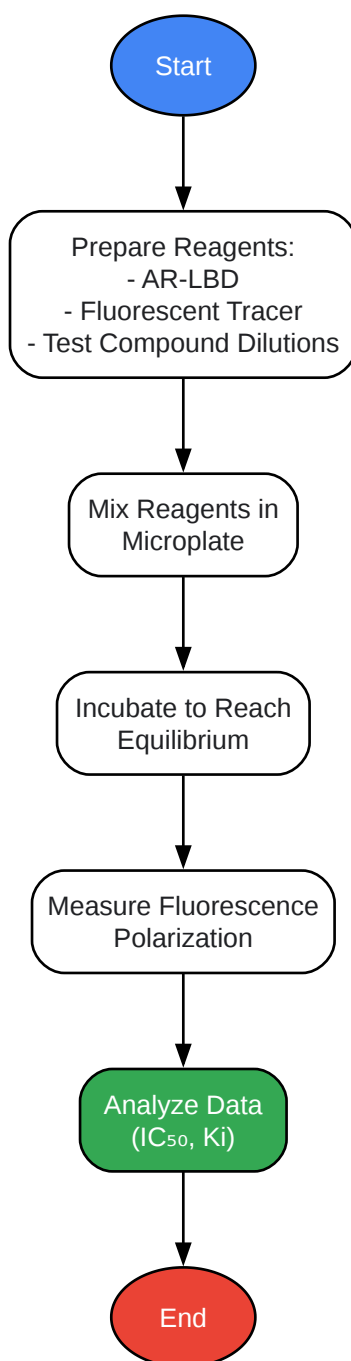 Start
Prepare Reagents:
- AR-LBD
- Fluorescent Tracer
- Test Compound Dilutions
Mix Reagents in
Microplate
Incubate to Reach
Equilibrium
Measure Fluorescence
Polarization
Analyze Data
(IC₅₀, Ki)
End